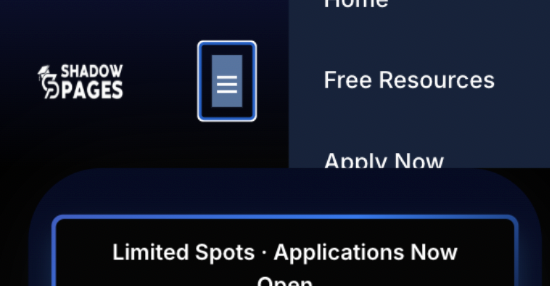 Home
SHADOW
PAGES
Free Resources
Apply Now
Limited Spots · Applications Now
Open